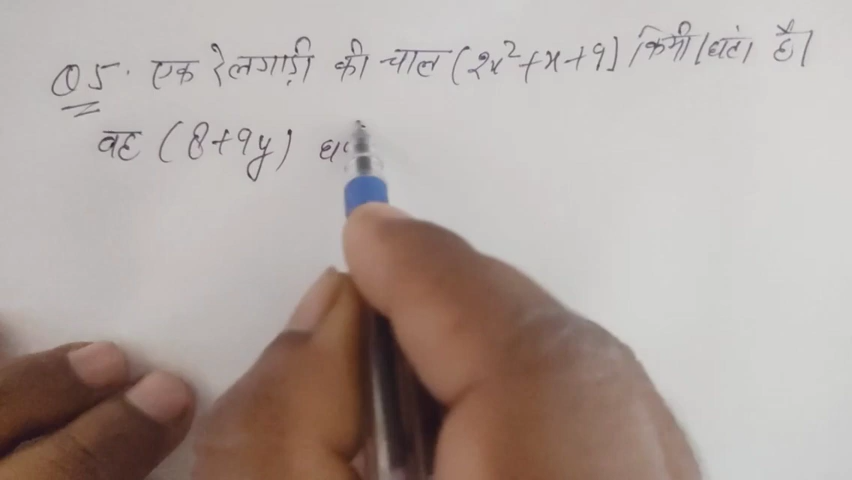 Q5. एक रेलगाड़ी की चाल (2x²+x+9) किमी/घंटा है।
वह (8+9y)